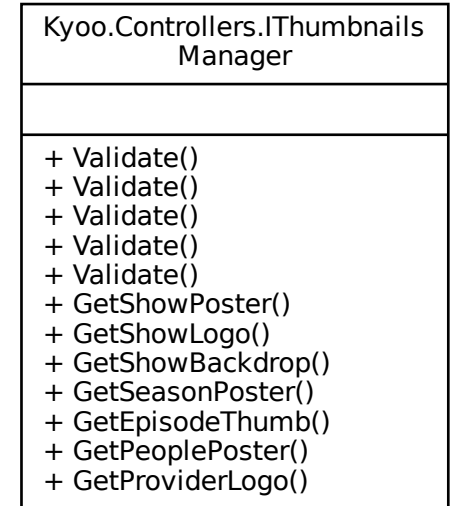 Kyoo.Controllers.IThumbnails
Manager
+ Validate()
+ Validate()
+ Validate()
+ Validate()
+ Validate()
+ GetShowPoster()
+ GetShowLogo()
+ GetShowBackdrop()
+ GetSeasonPoster()
+ GetEpisodeThumb()
+ GetPeoplePoster()
+ GetProviderLogo()